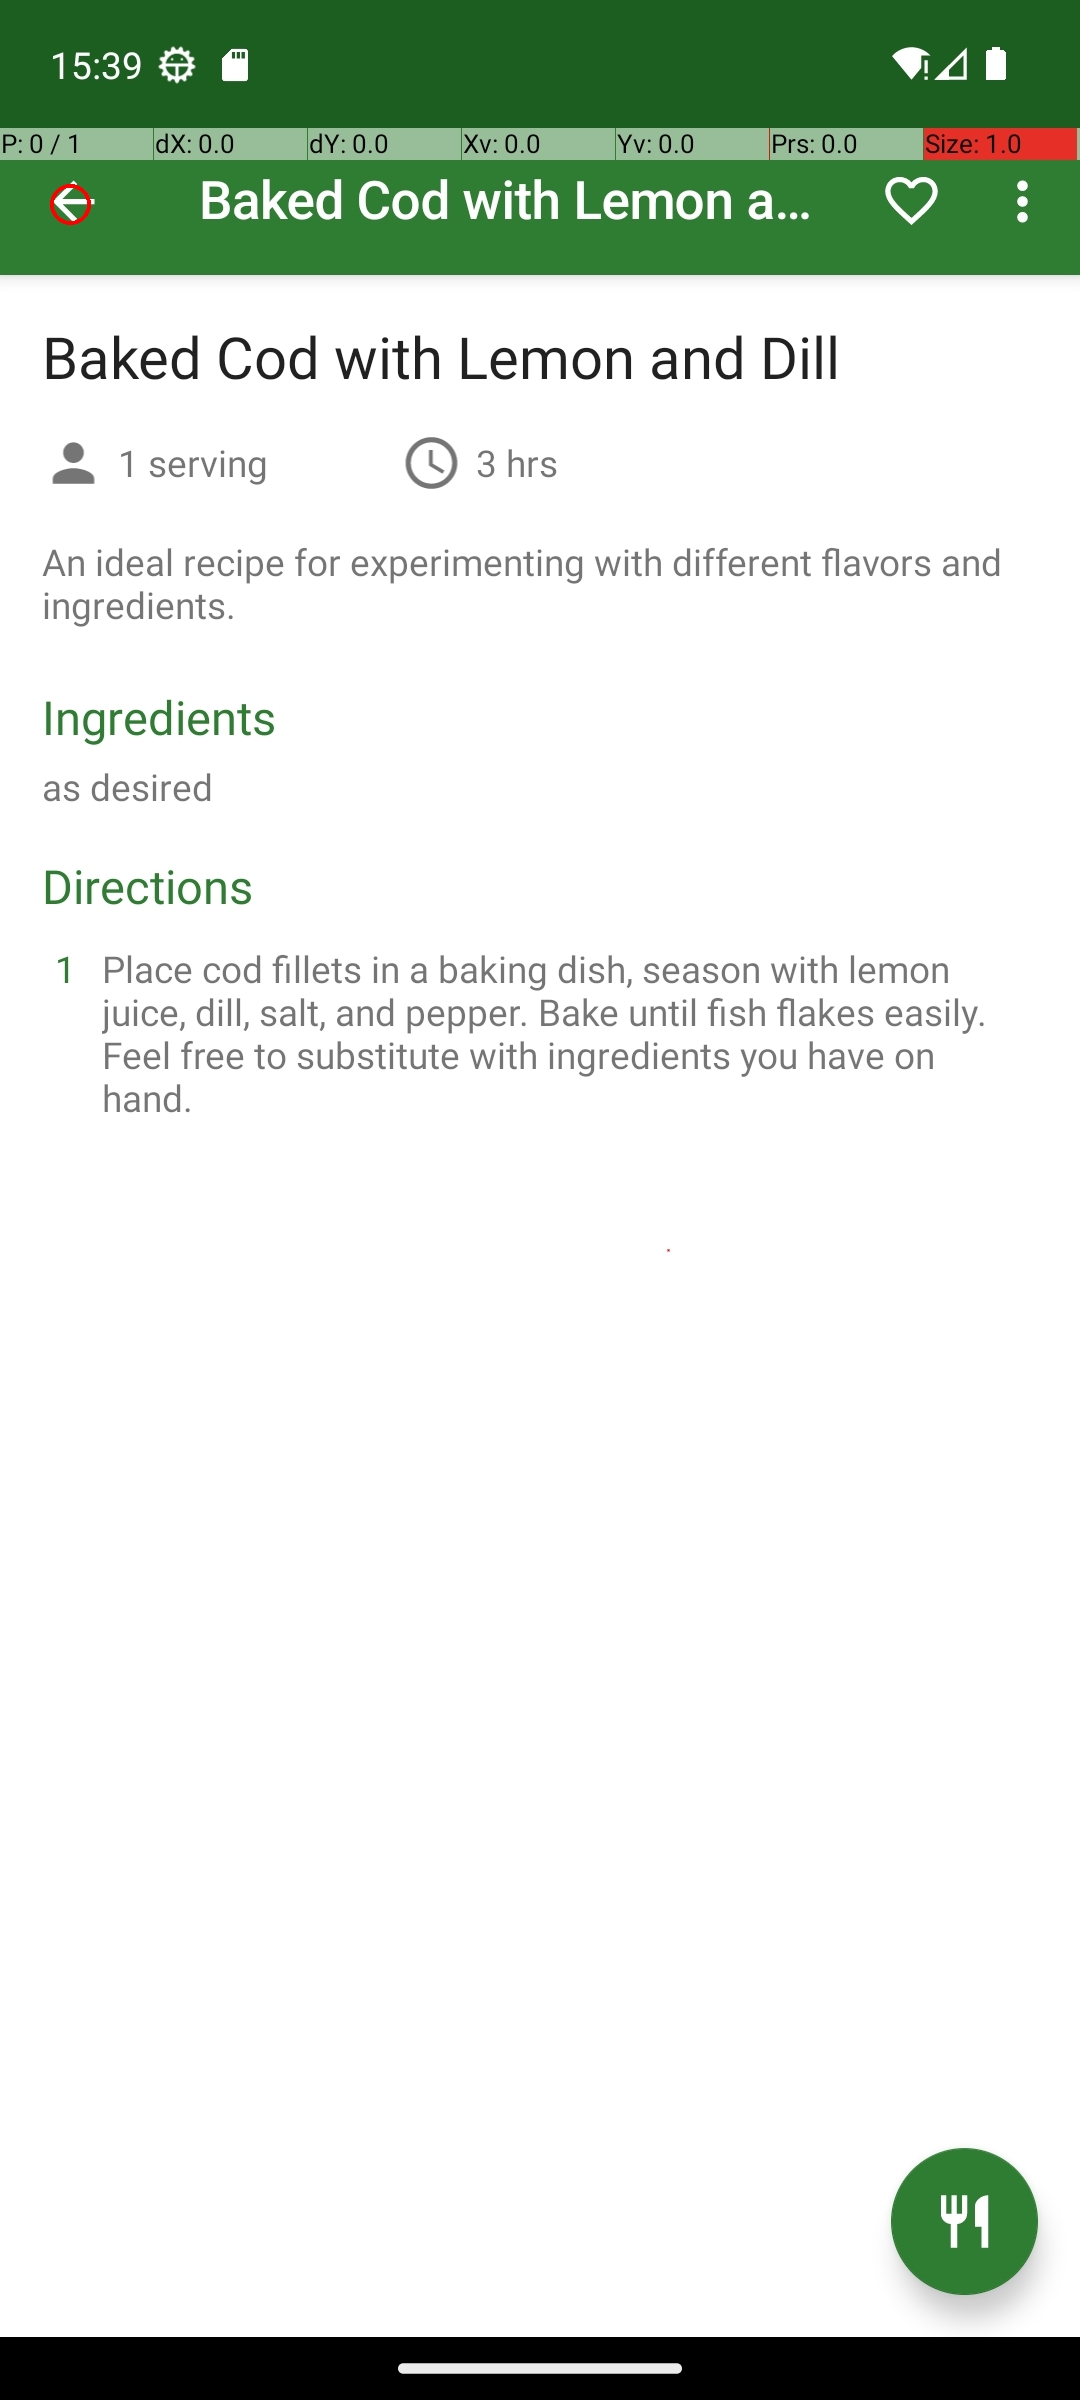 15:39
P: 0 / 1 dX: 0.0 dY: 0.0 Xv: 0.0 Yv: 0.0 Prs: 0.0 Size: 1.0
Baked Cod with Lemon a...
Baked Cod with Lemon and Dill
1 serving 3 hrs
An ideal recipe for experimenting with different flavors and
ingredients.
Ingredients
as desired
Directions
1 Place cod fillets in a baking dish, season with lemon
juice, dill, salt, and pepper. Bake until fish flakes easily.
Feel free to substitute with ingredients you have on
hand.